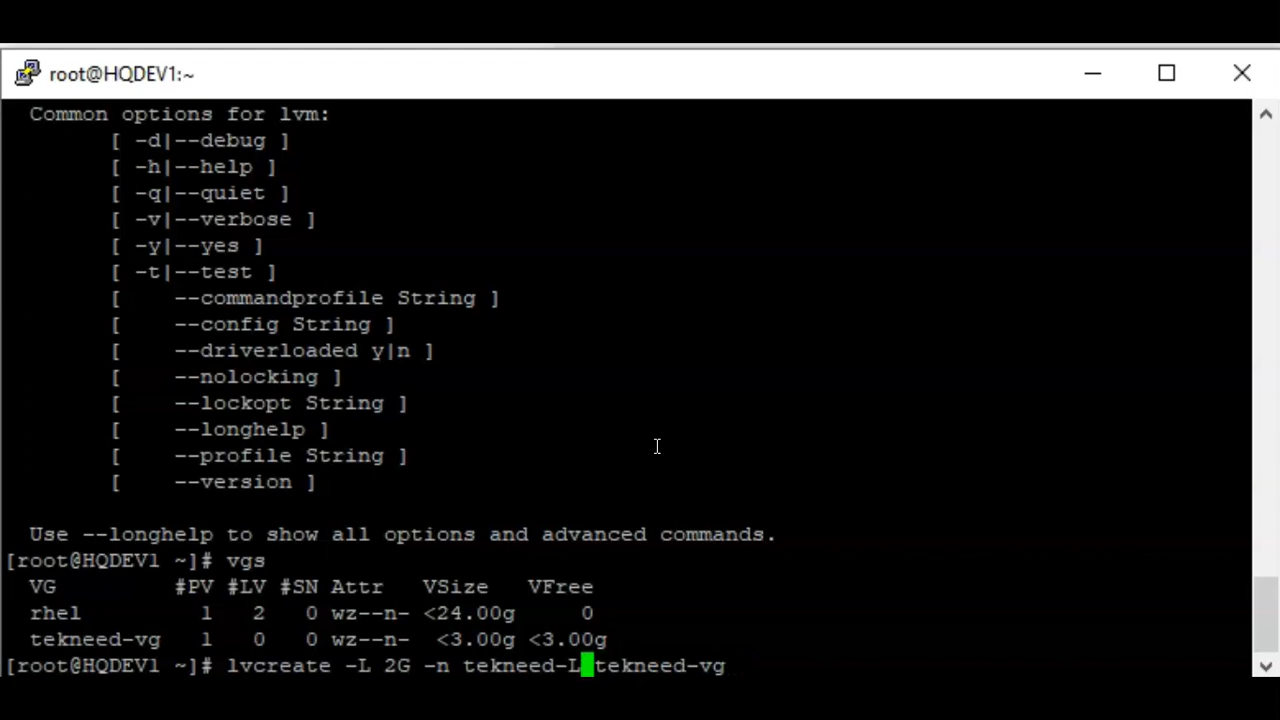 root@HQDEV1:~
Common options for lvm:
[ -d|--debug ]
[ -h|--help ]
[ -q|--quiet ]
[ -v|--verbose ]
[ -y|--yes ]
[ -t|--test ]
[ --commandprofile String ]
[ --config String ]
[ --driverloaded y|n ]
[ --nolocking ]
[ --lockopt String ]
[ --longhelp ]
[ --profile String ]
[ --version ]
Use --longhelp to show all options and advanced commands.
[root@HQDEV1 ~]# vgs
VG #PV #LV #SN Attr VSize VFree
rhel 1 2 0 wz--n- <24.00g 0
tekneed-vg 1 0 0 wz--n- <3.00g <3.00g
[root@HQDEV1 ~]# lvcreate -L 2G -n tekneed-L tekneed-vg